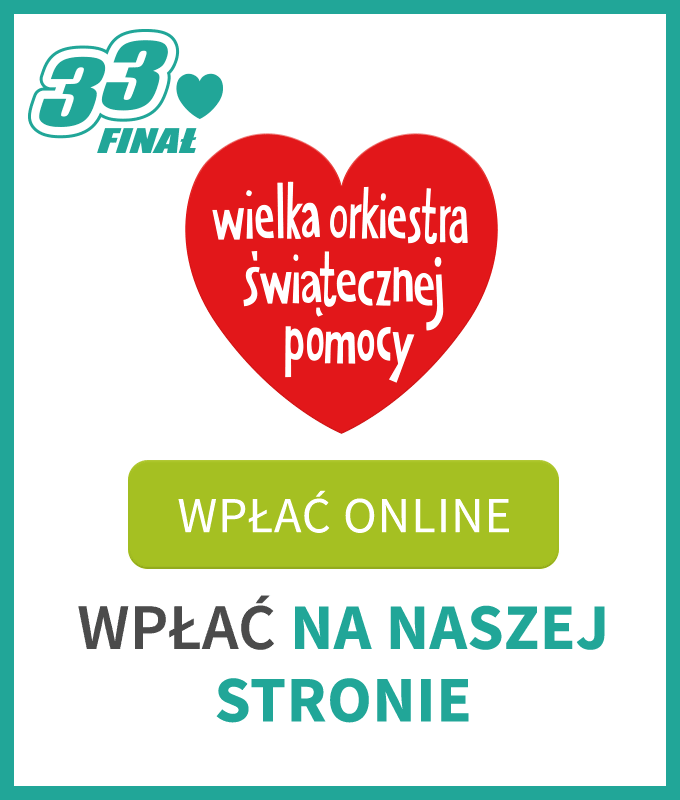 33
FINAŁ
wielka orkiestra
świątecznej
pomocy
WPŁAĆ ONLINE
WPŁAĆ NA NASZEJ
STRONIE